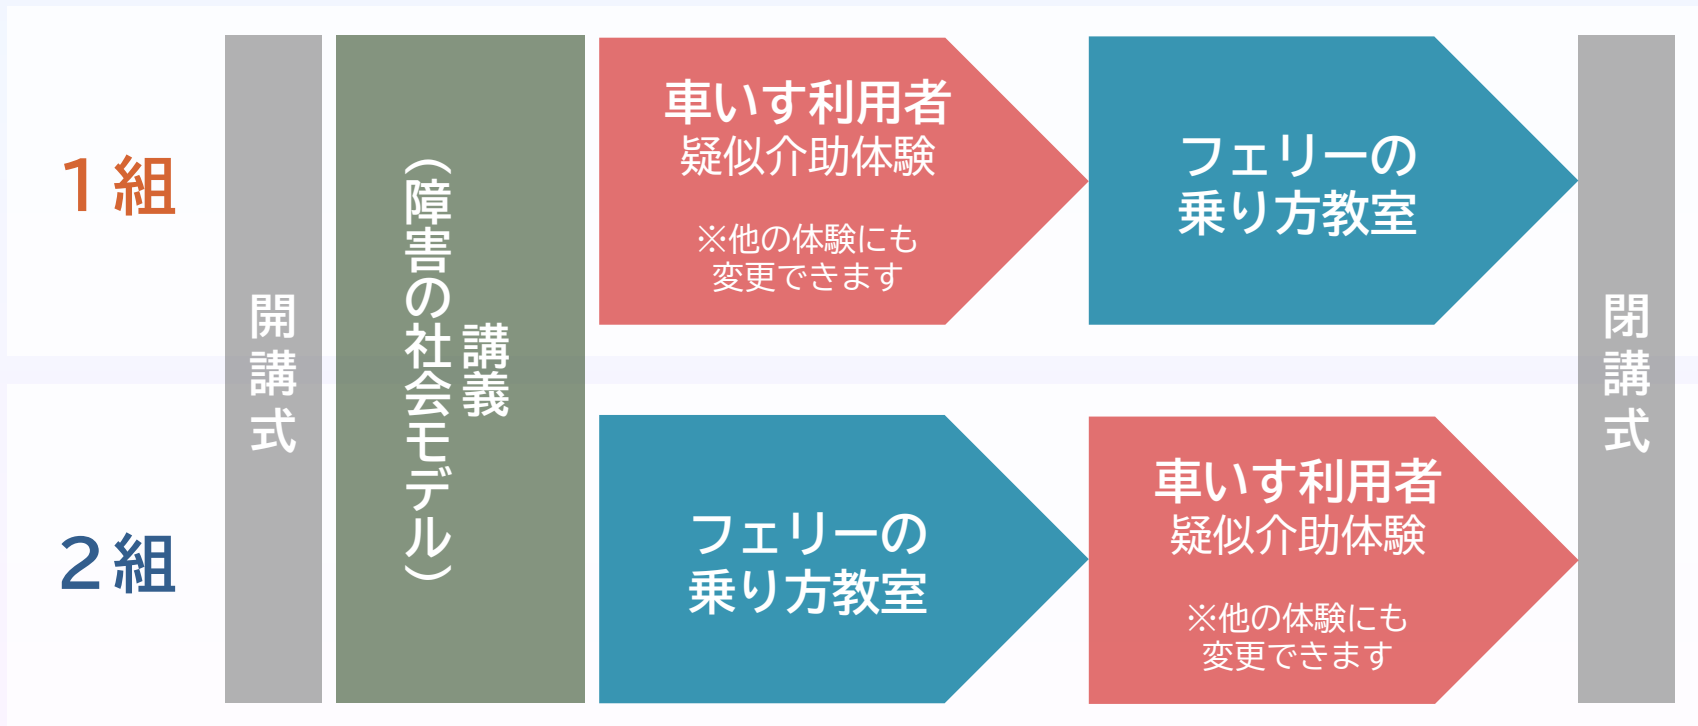 1組
開講式
講義
（障害の社会モデル）
車いす利用者
疑似介助体験
※他の体験にも
変更できます
フェリーの
乗り方教室
閉講式
2組
フェリーの
乗り方教室
車いす利用者
疑似介助体験
※他の体験にも
変更できます